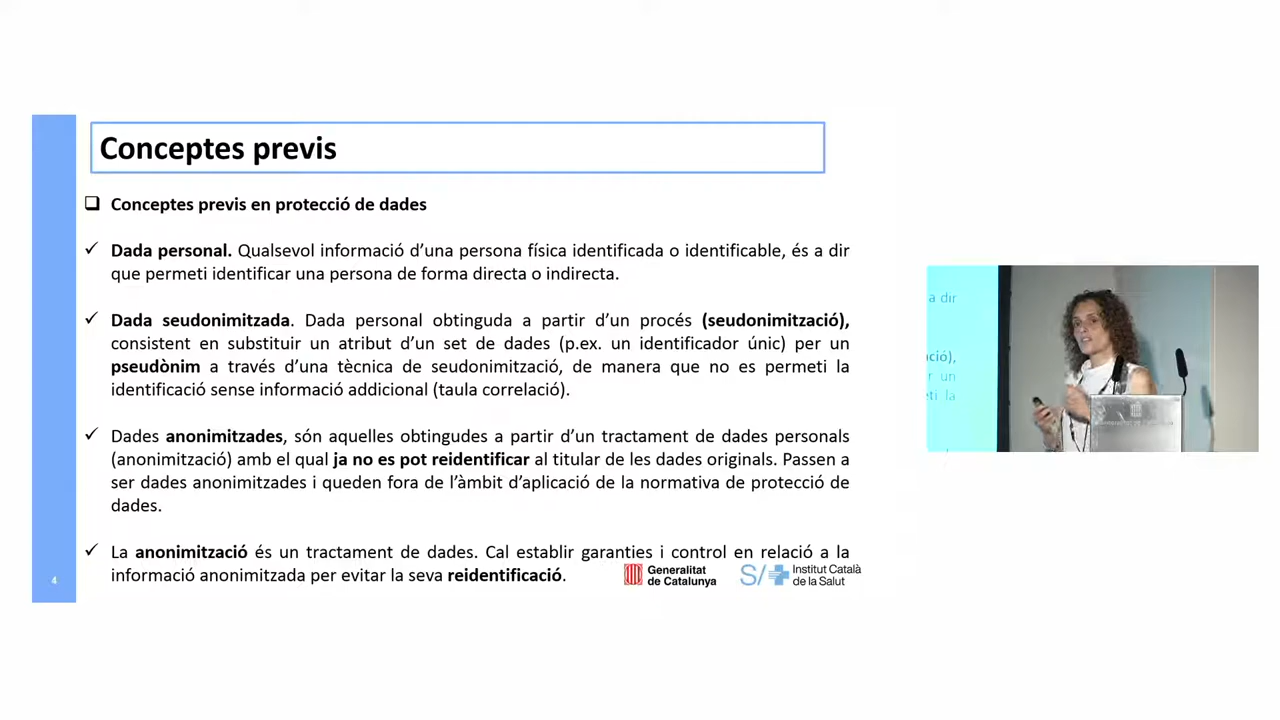 Conceptes previs
Conceptes previs en protecció de dades
Dada personal. Qualsevol informació d'una persona física identificada o identificable, és a dir
que permeti identificar una persona de forma directa o indirecta.
Dada seudonimitzada. Dada personal obtinguda a partir d'un procés (seudonimització),
consistent en substituir un atribut d'un set de dades (p.ex. un identificador únic) per un
pseudònim a través d'una tècnica de seudonimització, de manera que no es permeti la
identificació sense informació addicional (taula correlació).
Dades anonimitzades, són aquelles obtingudes a partir d'un tractament de dades personals
(anonimització) amb el qual ja no es pot reidentificar al titular de les dades originals. Passen a
ser dades anonimitzades i queden fora de l'àmbit d'aplicació de la normativa de protecció de
dades.
La anonimització és un tractament de dades. Cal establir garanties i control en relació a la
informació anonimitzada per evitar la seva reidentificació.
4
Generalitat
de Catalunya
S/
Institut Català
de la Salut
a dir
ció),
r un
eti la